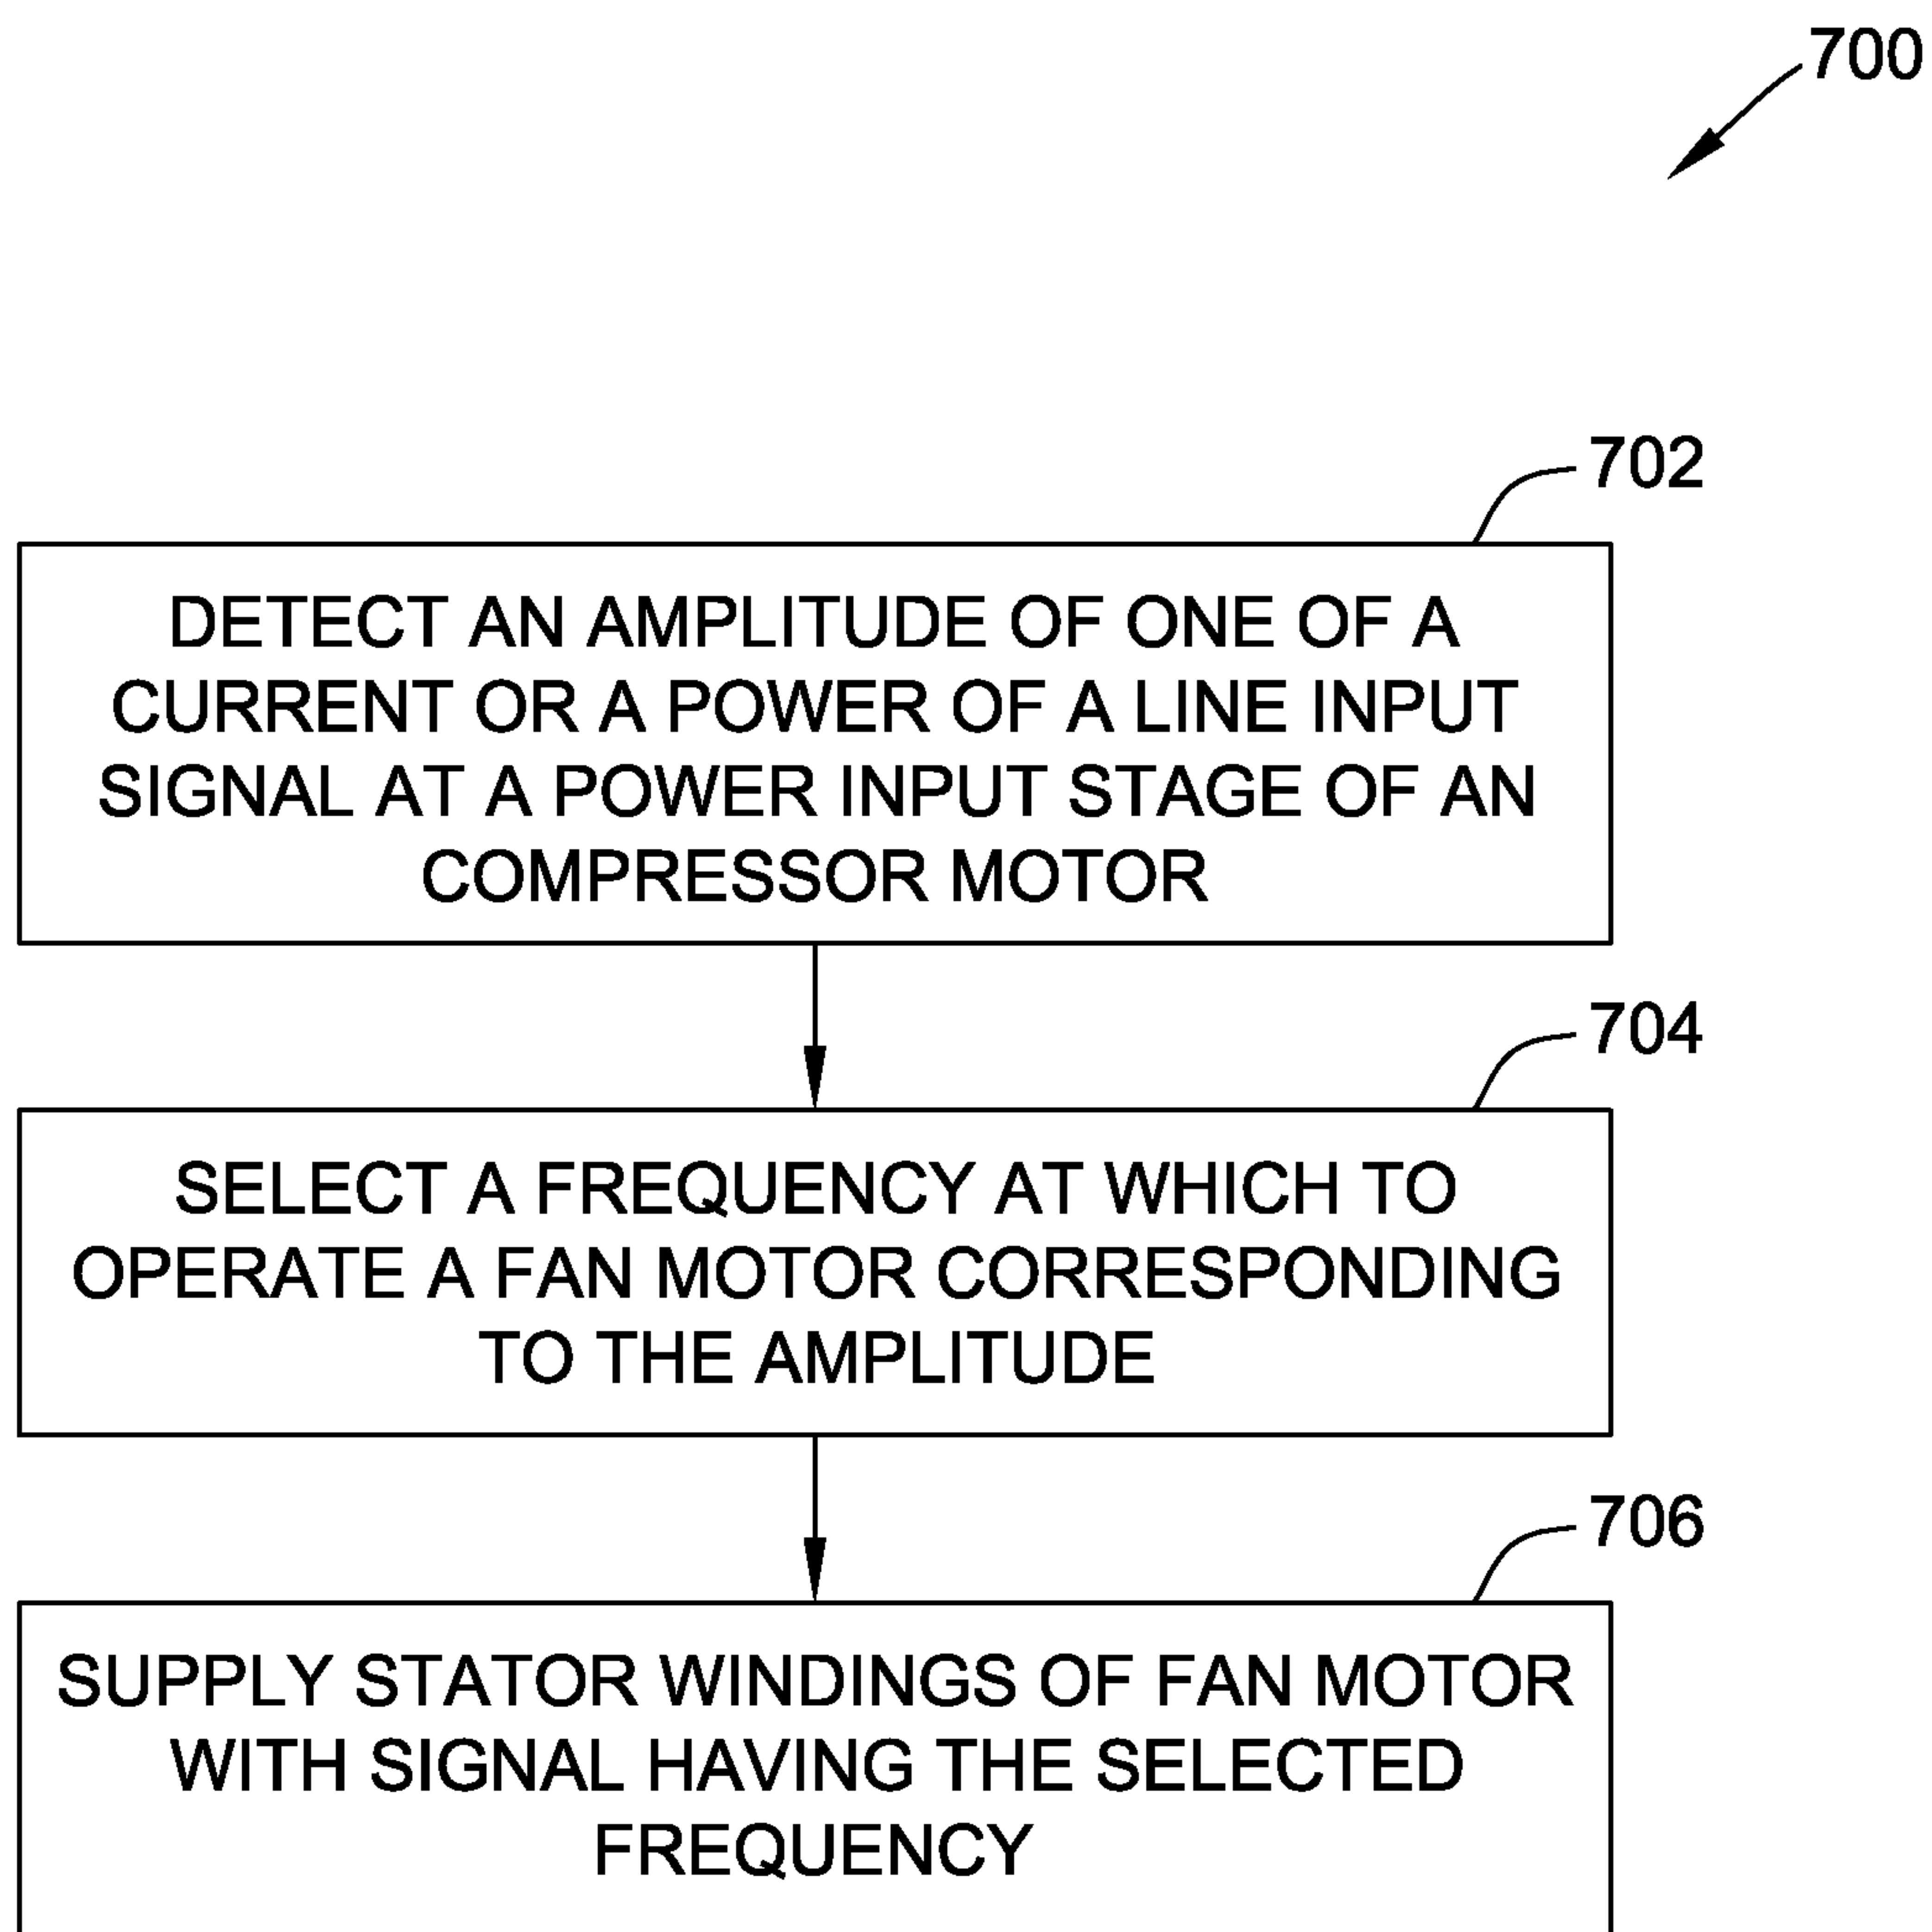 700
702
DETECT AN AMPLITUDE OF ONE OF A
CURRENT OR A POWER OF A LINE INPUT
SIGNAL AT A POWER INPUT STAGE OF AN
COMPRESSOR MOTOR
704
SELECT A FREQUENCY AT WHICH TO
OPERATE A FAN MOTOR CORRESPONDING
TO THE AMPLITUDE
706
SUPPLY STATOR WINDINGS OF FAN MOTOR
WITH SIGNAL HAVING THE SELECTED
FREQUENCY